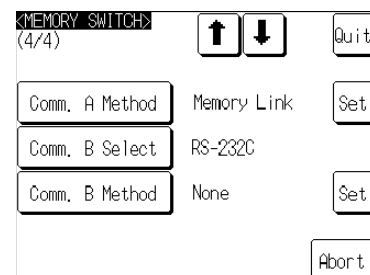 <MEMORY SWITCH>
(4/4)
Quit
Comm. A Method Memory Link Set
Comm. B Select RS-232C
Comm. B Method None Set
Abort